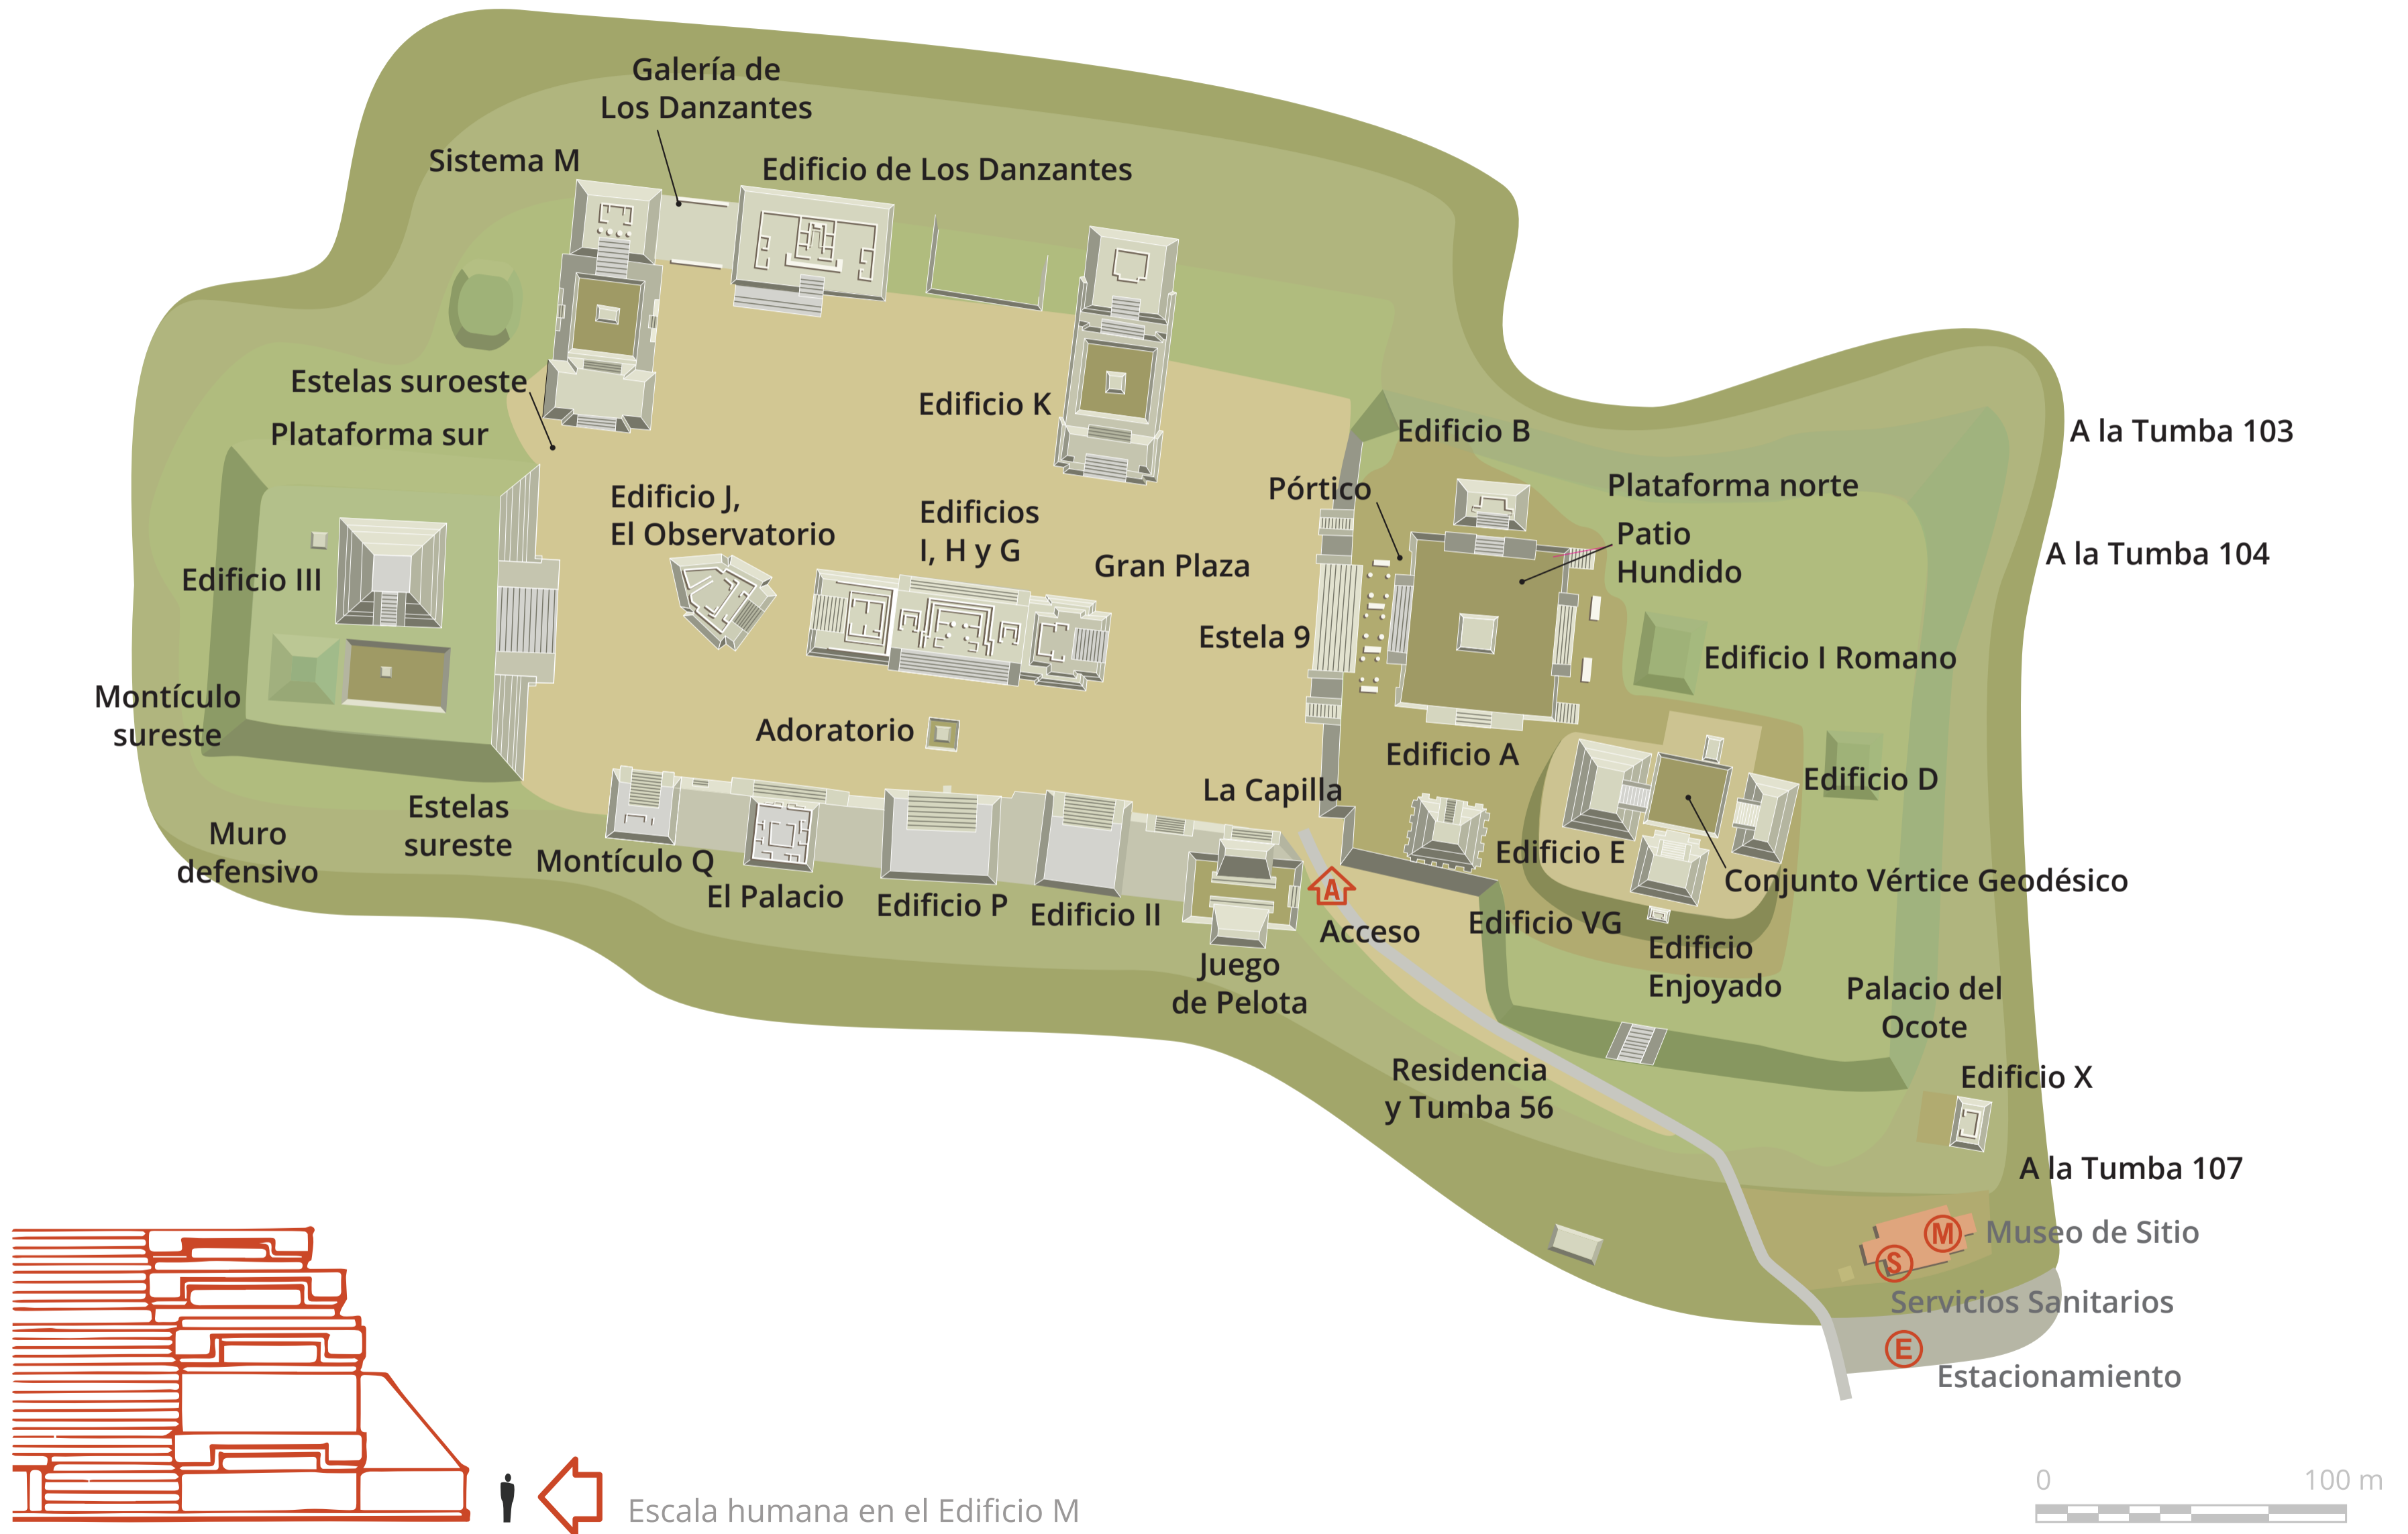 Galería de
Los Danzantes
Sistema M
Edificio de Los Danzantes
Estelas suroeste
Plataforma sur
Edificio K
Edificio B
A la Tumba 103
Pórtico
Plataforma norte
Edificio J,
El Observatorio
Edificios
I, H y G
Gran Plaza
Patio
Hundido
A la Tumba 104
Edificio III
Estela 9
Edificio I Romano
Montículo
sureste
Adoratorio
Edificio A
La Capilla
Edificio D
Muro
defensivo
Estelas
sureste
Montículo Q
El Palacio
Edificio P
Edificio II
Edificio E
Conjunto Vértice Geodésico
A
Acceso
Edificio VG
Edificio
Enjoyado
Juego
de Pelota
Palacio del
Ocote
Residencia
y Tumba 56
Edificio X
A la Tumba 107
M
Museo de Sitio
S
Servicios Sanitarios
E
Estacionamiento
Escala humana en el Edificio M
0 100 m